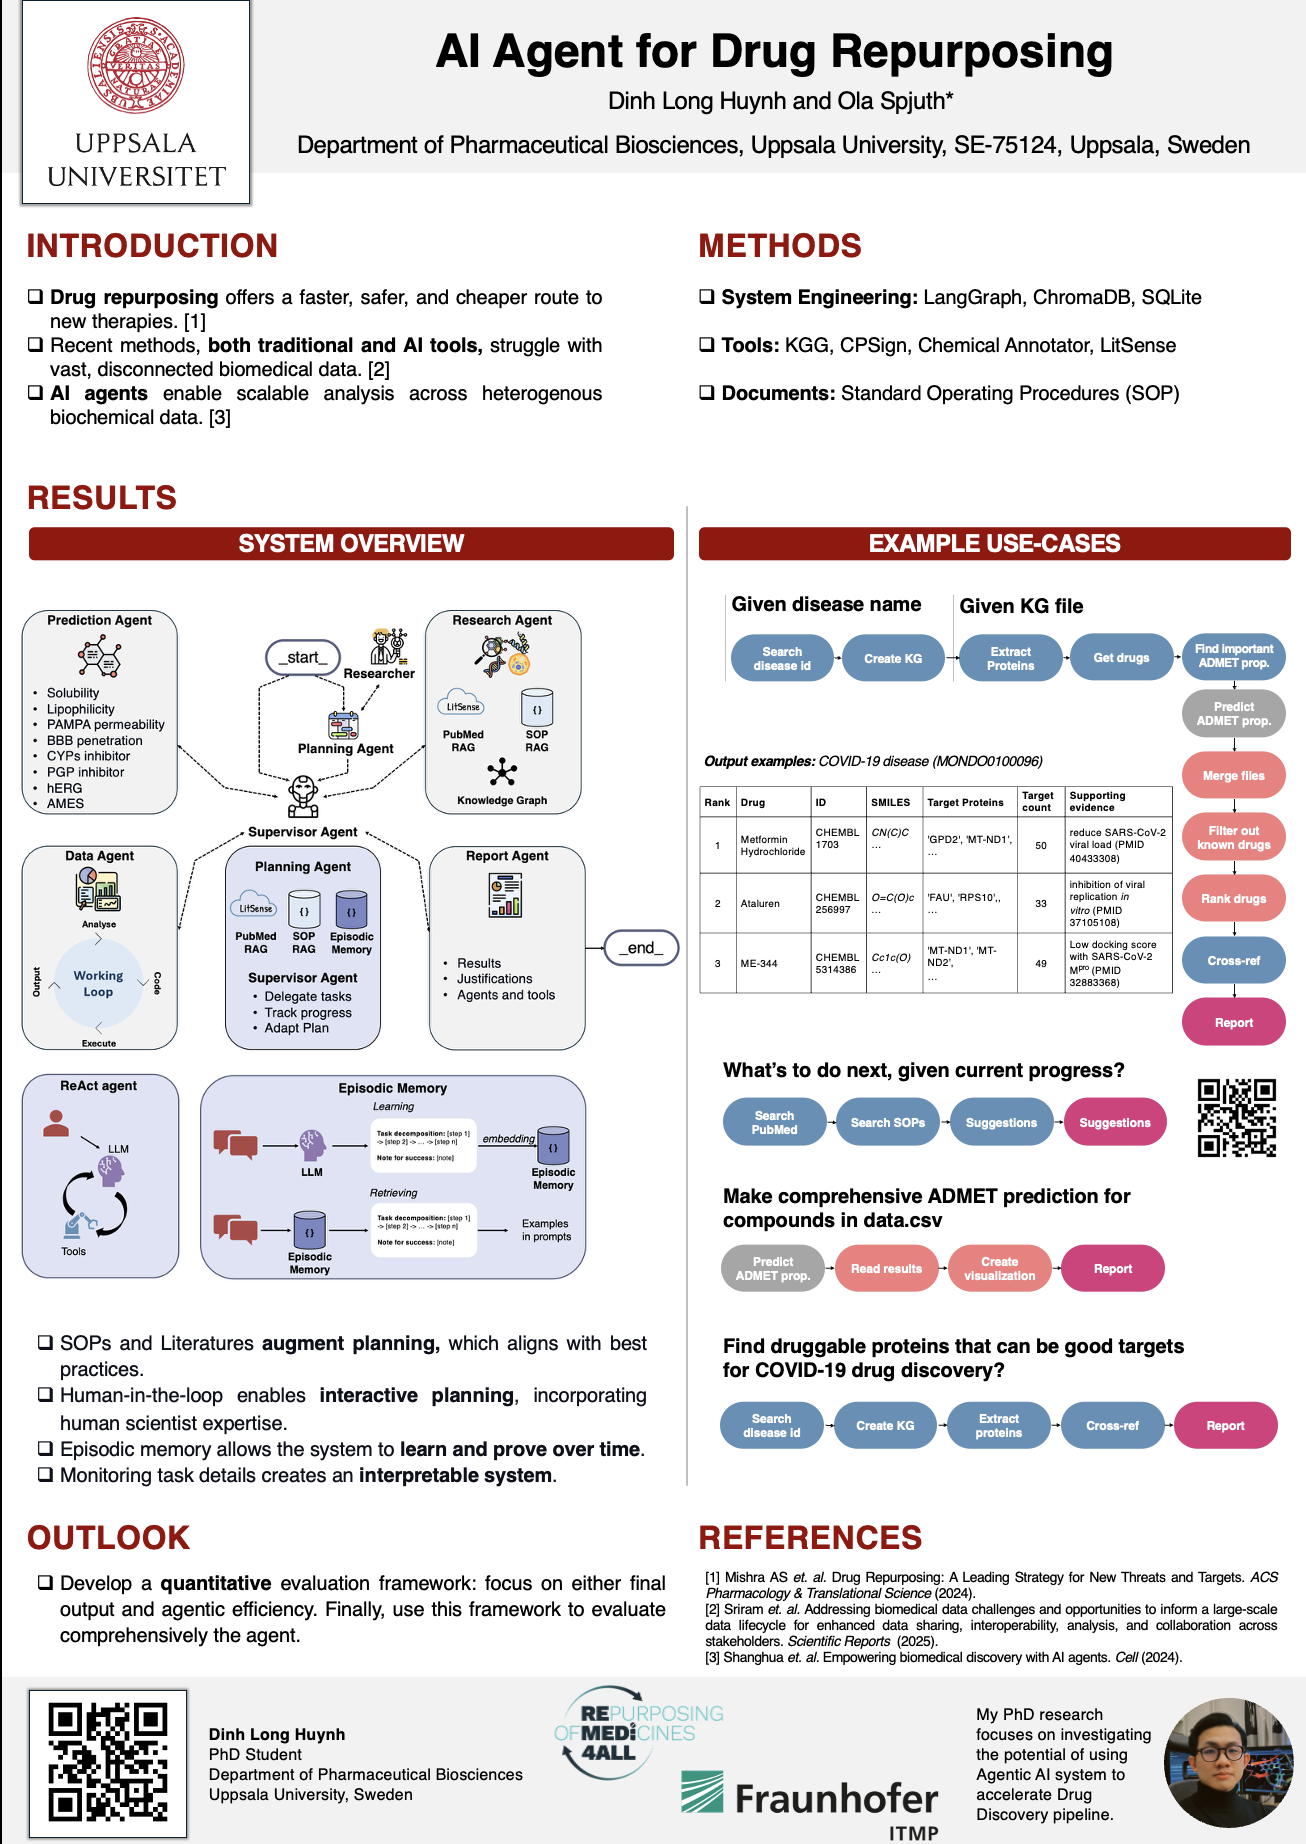 UPPSALA
UNIVERSITET
AI Agent for Drug Repurposing
Dinh Long Huynh and Ola Spjuth*
Department of Pharmaceutical Biosciences, Uppsala University, SE-75124, Uppsala, Sweden
INTRODUCTION
❑ Drug repurposing offers a faster, safer, and cheaper route to
new therapies. [1]
❑ Recent methods, both traditional and AI tools, struggle with
vast, disconnected biomedical data. [2]
❑ AI agents enable scalable analysis across heterogenous
biochemical data. [3]
METHODS
❑ System Engineering: LangGraph, ChromaDB, SQLite
❑ Tools: KGG, CPSign, Chemical Annotator, LitSense
❑ Documents: Standard Operating Procedures (SOP)
RESULTS
SYSTEM OVERVIEW
Prediction Agent
• Solubility
• Lipophilicity
• PAMPA permeability
• BBB penetration
• CYPs inhibitor
• PGP inhibitor
• hERG
• AMES
_start_
Researcher
Planning Agent
Supervisor Agent
Research Agent
LitSense
{ }
PubMed
RAG
SOP
RAG
Knowledge Graph
Data Agent
Analyse
Output
Working
Loop
Code
Execute
Planning Agent
LitSense
{ }
{ }
PubMed
RAG
SOP
RAG
Episodic
Memory
Supervisor Agent
• Delegate tasks
• Track progress
• Adapt Plan
Report Agent
• Results
• Justifications
• Agents and tools
_end_
ReAct agent
LLM
Tools
Episodic Memory
Learning
LLM
Task decomposition: [step 1]
-> [step 2] -> ... -> [step n]
Note for success: [note]
embedding
{ }
Episodic
Memory
Retrieving
{ }
Episodic
Memory
Task decomposition: [step 1]
-> [step 2] -> ... -> [step n]
Note for success: [note]
Examples
in prompts
❑ SOPs and Literatures augment planning, which aligns with best
practices.
❑ Human-in-the-loop enables interactive planning, incorporating
human scientist expertise.
❑ Episodic memory allows the system to learn and prove over time.
❑ Monitoring task details creates an interpretable system.
EXAMPLE USE-CASES
Given disease name
Given KG file
Search
disease id
Create KG
Extract
Proteins
Get drugs
Find important
ADMET prop.
Predict
ADMET prop.
Merge files
Filter out
known drugs
Rank drugs
Cross-ref
Report
Output examples: COVID-19 disease (MONDO0100096)
Rank Drug ID SMILES Target Proteins Target count Supporting evidence
1 Metformin Hydrochloride CHEMBL 1703 CN(C)C ... 'GPD2', 'MT-ND1', ... 50 reduce SARS-CoV-2 viral load (PMID 40433308)
2 Ataluren CHEMBL 256997 O=C(O)c ... 'FAU', 'RPS10',, ... 33 inhibition of viral replication in vitro (PMID 37105108)
3 ME-344 CHEMBL 5314386 Cc1c(O) ... 'MT-ND1', 'MT-ND2', ... 49 Low docking score with SARS-CoV-2 Mpro (PMID 32883368)
What's to do next, given current progress?
Search
PubMed
Search SOPs
Suggestions
Suggestions
Make comprehensive ADMET prediction for
compounds in data.csv
Predict
ADMET prop.
Read results
Create
visualization
Report
Find druggable proteins that can be good targets
for COVID-19 drug discovery?
Search
disease id
Create KG
Extract
proteins
Cross-ref
Report
OUTLOOK
❑ Develop a quantitative evaluation framework: focus on either final
output and agentic efficiency. Finally, use this framework to evaluate
comprehensively the agent.
REFERENCES
[1] Mishra AS et. al. Drug Repurposing: A Leading Strategy for New Threats and Targets. ACS
Pharmacology & Translational Science (2024).
[2] Sriram et. al. Addressing biomedical data challenges and opportunities to inform a large-scale
data lifecycle for enhanced data sharing, interoperability, analysis, and collaboration across
stakeholders. Scientific Reports (2025).
[3] Shanghua et. al. Empowering biomedical discovery with AI agents. Cell (2024).
Dinh Long Huynh
PhD Student
Department of Pharmaceutical Biosciences
Uppsala University, Sweden
REPURPOSING
OFMEDICINES
4ALL
Fraunhofer
ITMP
My PhD research
focuses on investigating
the potential of using
Agentic AI system to
accelerate Drug
Discovery pipeline.